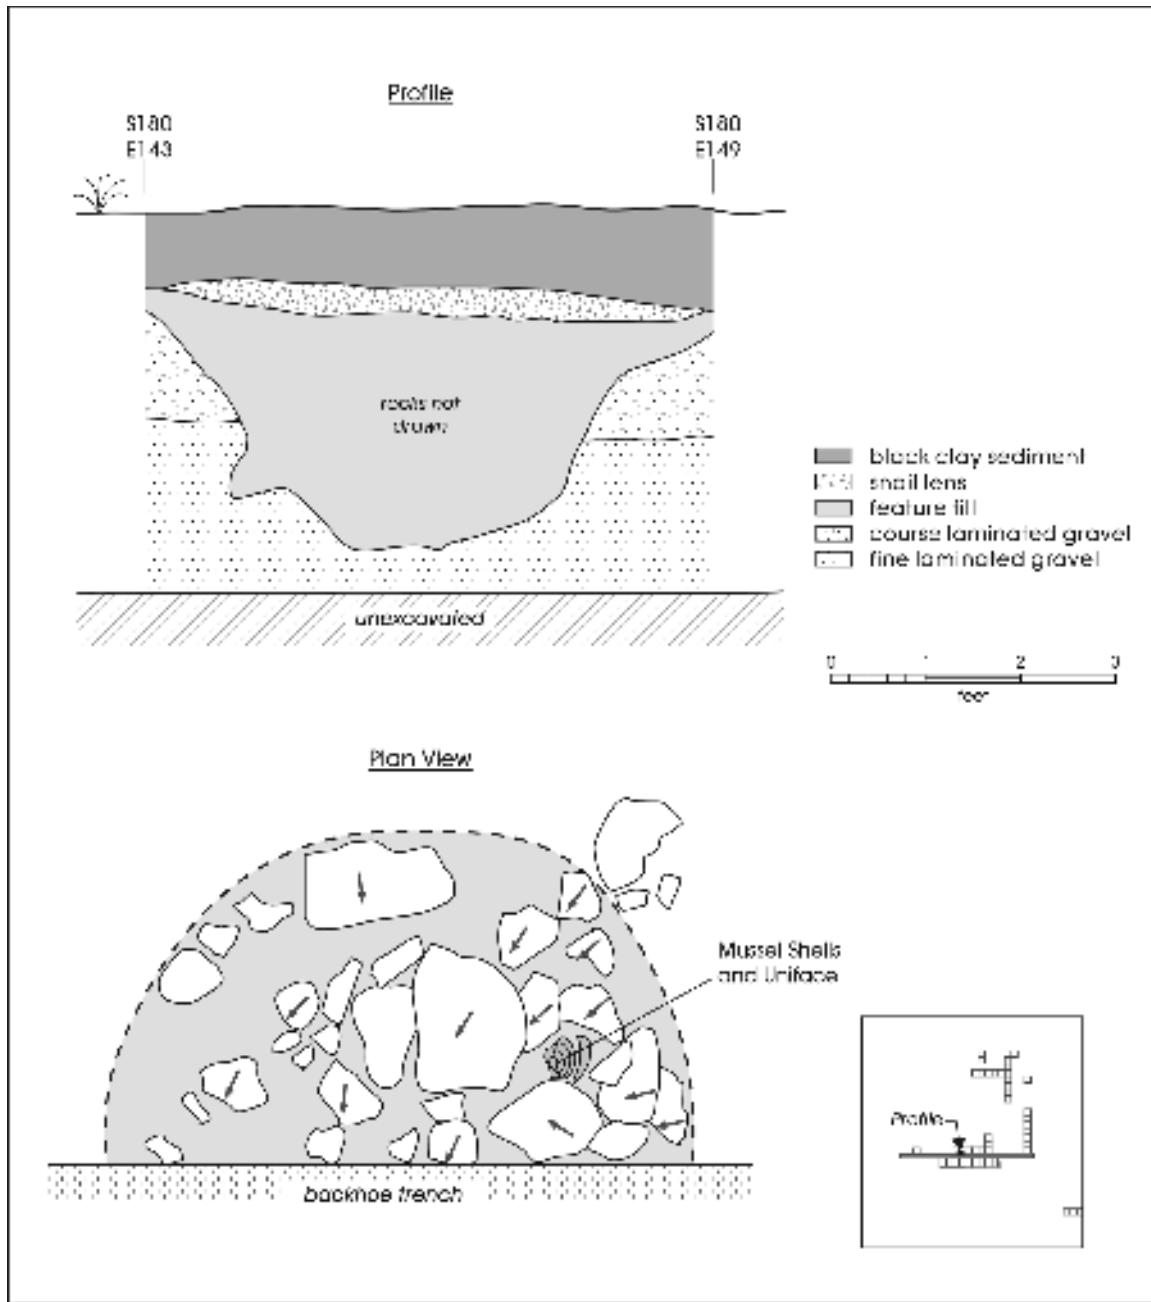 Profile
S180
E143
S180
E149
rocks not
drawn
black clay sediment
snail lens
feature fill
course laminated gravel
fine laminated gravel
unexcavated
0 1 2 3
feet
Plan View
Mussel Shells
and Uniface
Profile
backhoe trench